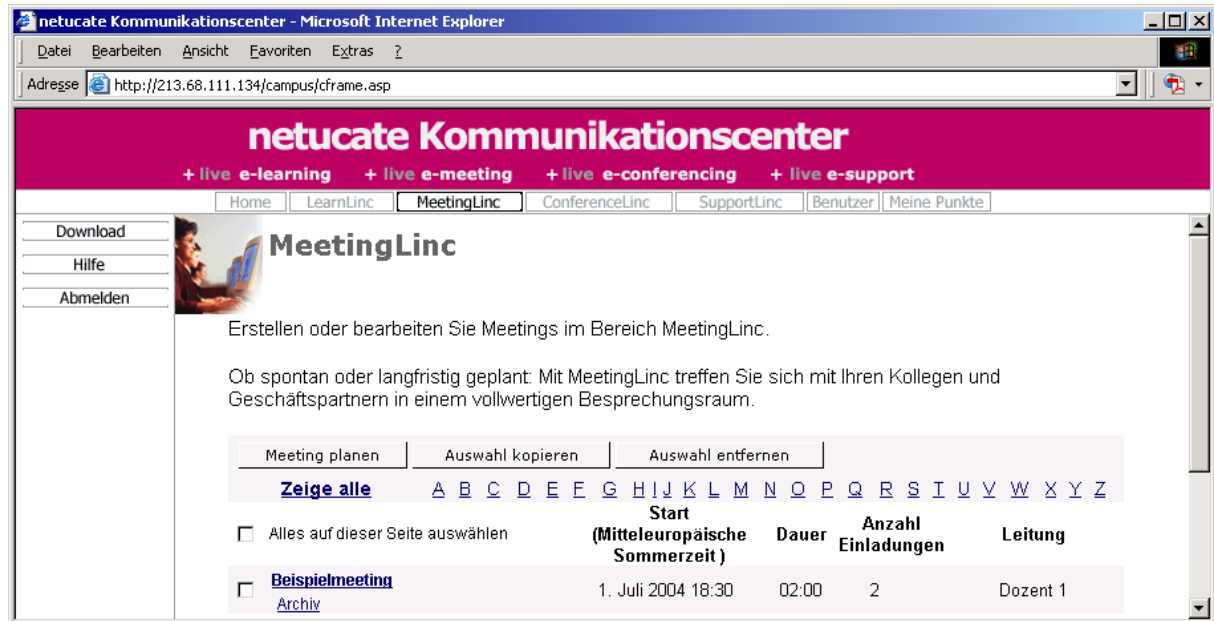 netucate Kommunikationscenter - Microsoft Internet Explorer
Datei Bearbeiten Ansicht Favoriten Extras ?
Adresse http://213.68.111.134/campus/cframe.asp
netucate Kommunikationscenter
+ live e-learning + live e-meeting + live e-conferencing + live e-support
Home LearnLinc MeetingLinc ConferenceLinc SupportLinc Benutzer Meine Punkte
Download
Hilfe
Abmelden
MeetingLinc
Erstellen oder bearbeiten Sie Meetings im Bereich MeetingLinc.
Ob spontan oder langfristig geplant: Mit MeetingLinc treffen Sie sich mit Ihren Kollegen und
Geschäftspartnern in einem vollwertigen Besprechungsraum.
Meeting planen Auswahl kopieren Auswahl entfernen
Zeige alle A B C D E F G H I J K L M N O P Q R S T U V W X Y Z
Alles auf dieser Seite auswählen
Start
(Mitteleuropäische
Sommerzeit )
Dauer
Anzahl
Einladungen
Leitung
Beispielmeeting 1. Juli 2004 18:30 02:00 2 Dozent 1
Archiv